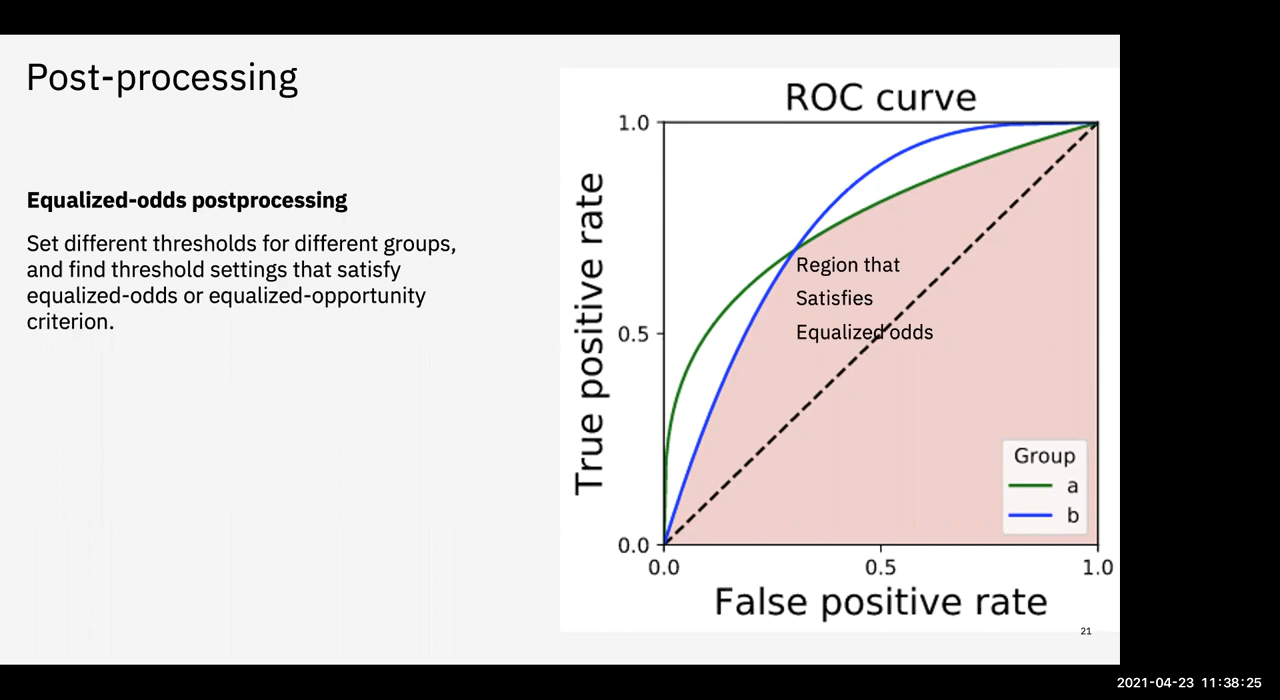 Post-processing
Equalized-odds postprocessing
Set different thresholds for different groups,
and find threshold settings that satisfy
equalized-odds or equalized-opportunity
criterion.
ROC curve
True positive rate
1.0
0.5
0.0
Region that
Satisfies
Equalized odds
Group
a
b
0.0
0.5
1.0
False positive rate
21
2021-04-23 11:38:25